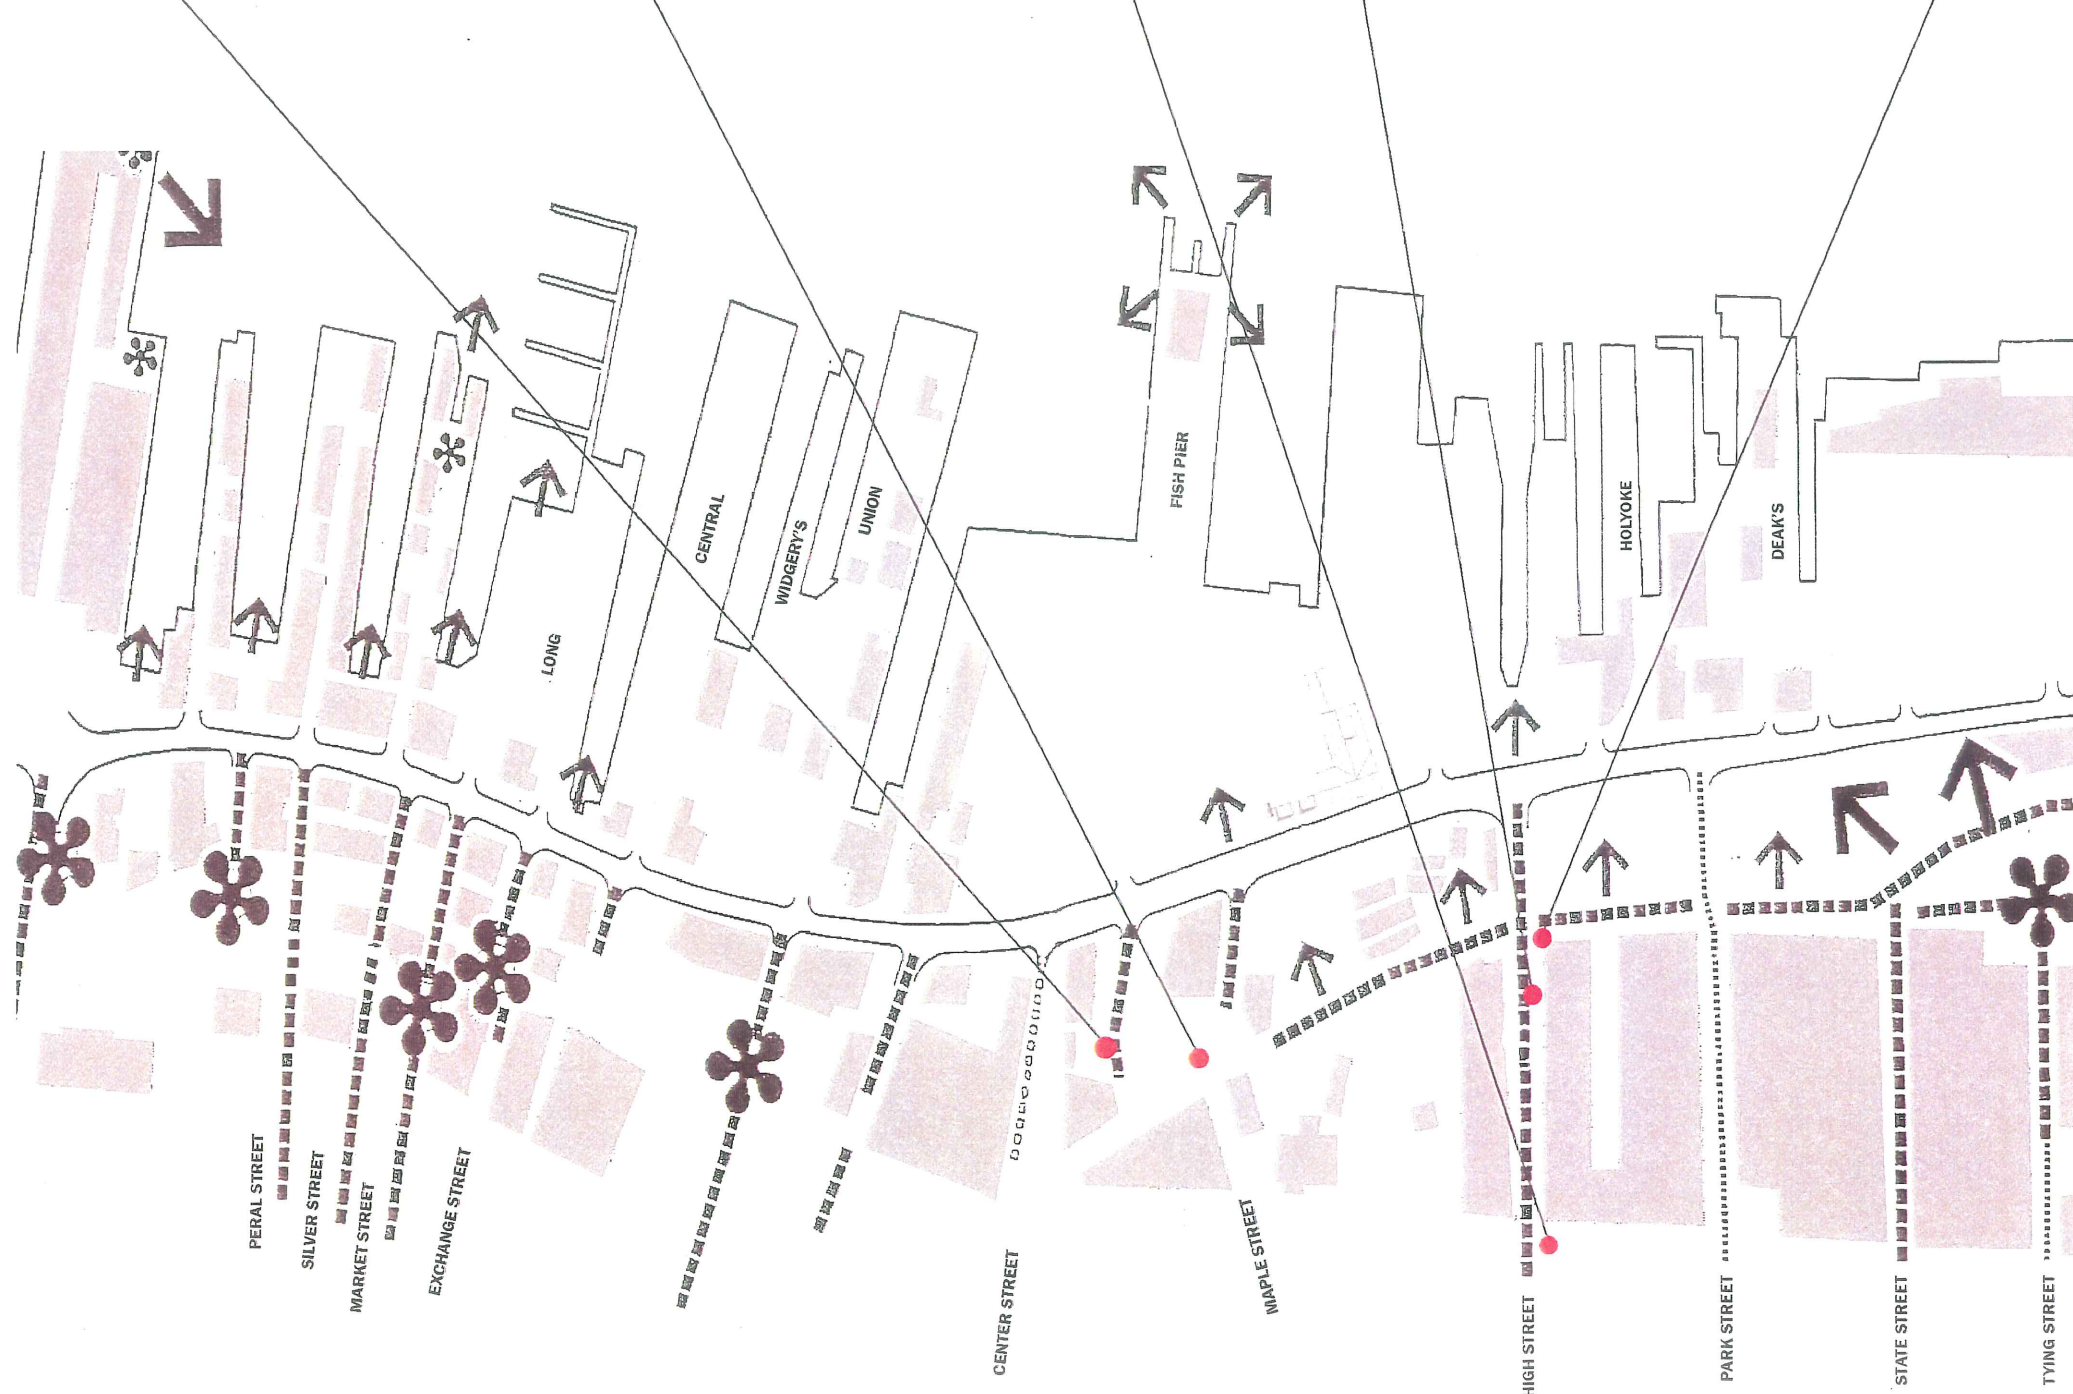 FISH PIER
CENTRAL
WIDGERY'S
UNION
HOLYOKE
DEAK'S
LONG
PERAL STREET
SILVER STREET
MARKET STREET
EXCHANGE STREET
CENTER STREET
MAPLE STREET
HIGH STREET
PARK STREET
STATE STREET
TYING STREET